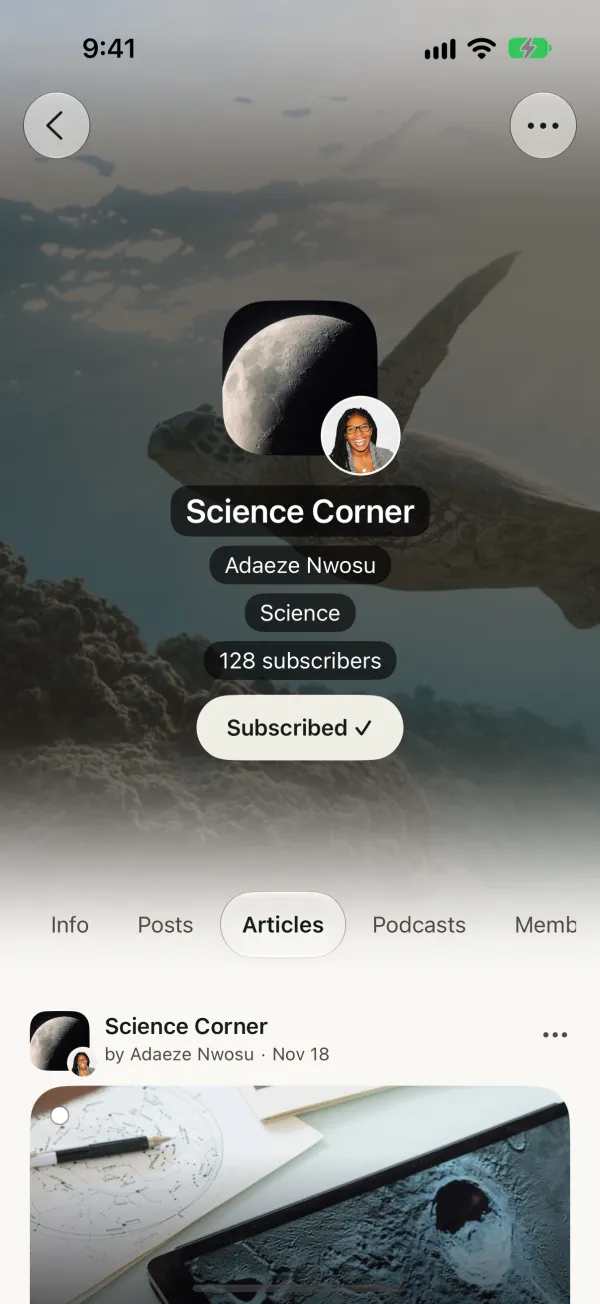 9:41
Science Corner
Adaeze Nwosu
Science
128 subscribers
Subscribed ✓
Info Posts Articles Podcasts Memb
Science Corner
by Adaeze Nwosu · Nov 18